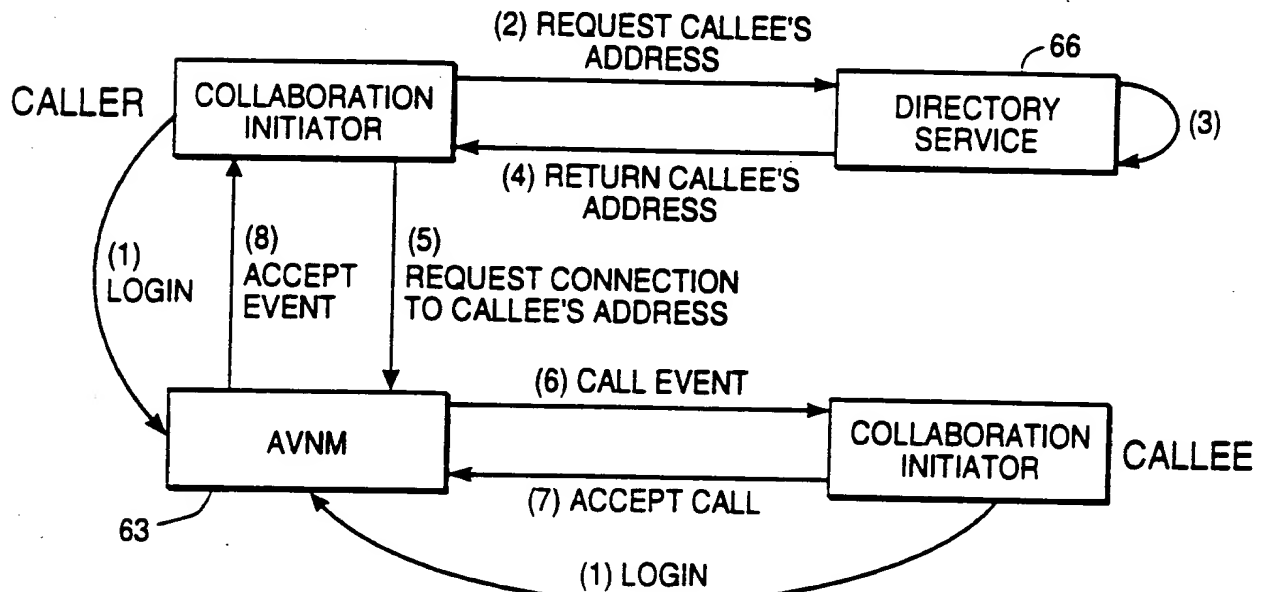 (2) REQUEST CALLEE'S
ADDRESS
66
CALLER
COLLABORATION
INITIATOR
DIRECTORY
SERVICE
(3)
(4) RETURN CALLEE'S
ADDRESS
(1)
LOGIN
(8)
ACCEPT
EVENT
(5)
REQUEST CONNECTION
TO CALLEE'S ADDRESS
(6) CALL EVENT
AVNM
COLLABORATION
INITIATOR
CALLEE
(7) ACCEPT CALL
63
(1) LOGIN